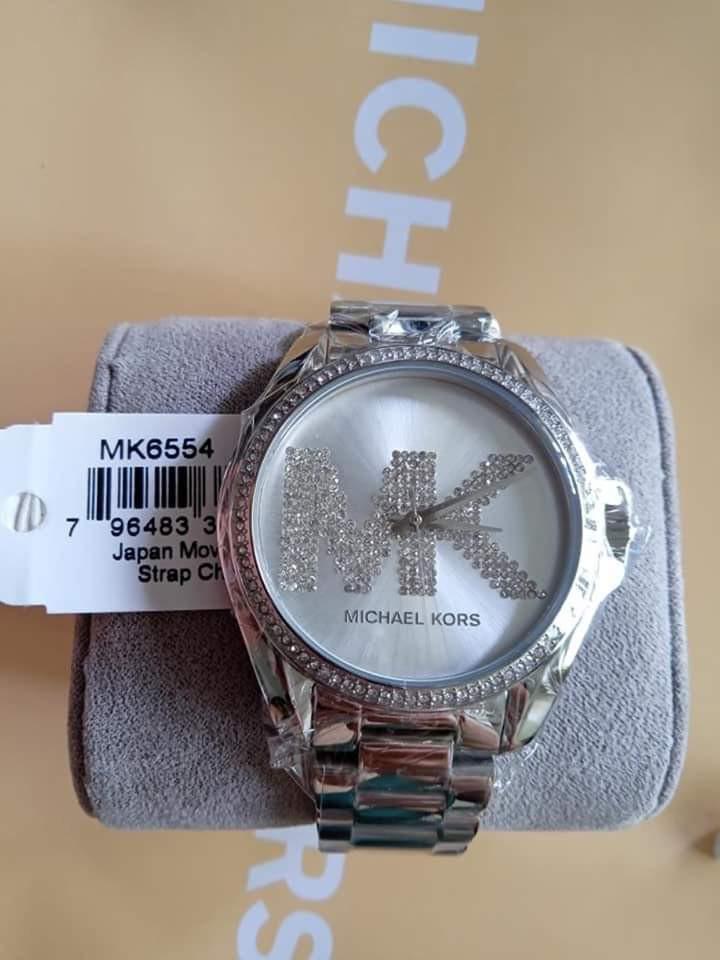 MICH
MK6554
7 96483 3
Japan Mov
Strap Ch
MK
MICHAEL KORS
RS